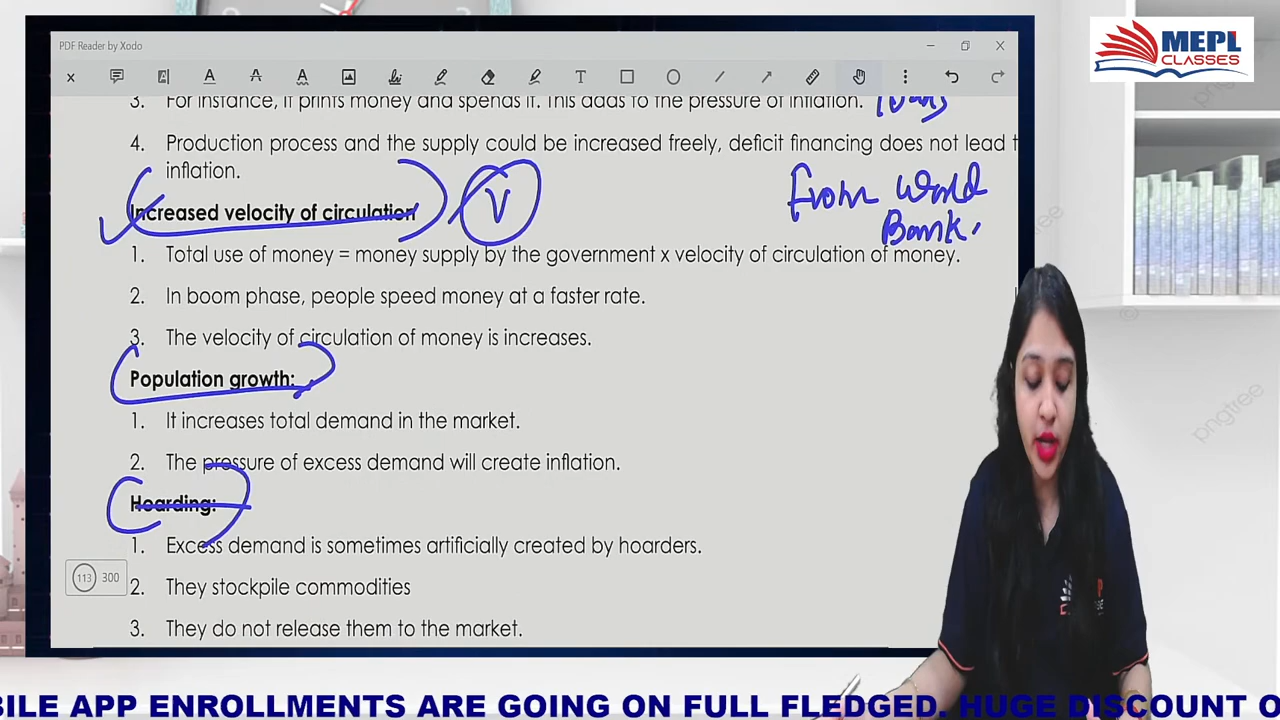 MEPL
CLASSES
PDF Reader by Xodo
3. For instance, it prints money and spends it. This adds to the pressure of inflation.
4. Production process and the supply could be increased freely, deficit financing does not lead t
inflation.
From World
Bank.
Increased velocity of circulation
V
1. Total use of money = money supply by the government x velocity of circulation of money.
2. In boom phase, people speed money at a faster rate.
3. The velocity of circulation of money is increases.
Population growth:
1. It increases total demand in the market.
2. The pressure of excess demand will create inflation.
Hoarding:
1. Excess demand is sometimes artificially created by hoarders.
113 300
2. They stockpile commodities
3. They do not release them to the market.
pngtree
BILE APP ENROLLMENTS ARE GOING ON FULL FLEDGED. HUGE DISCOUNT O